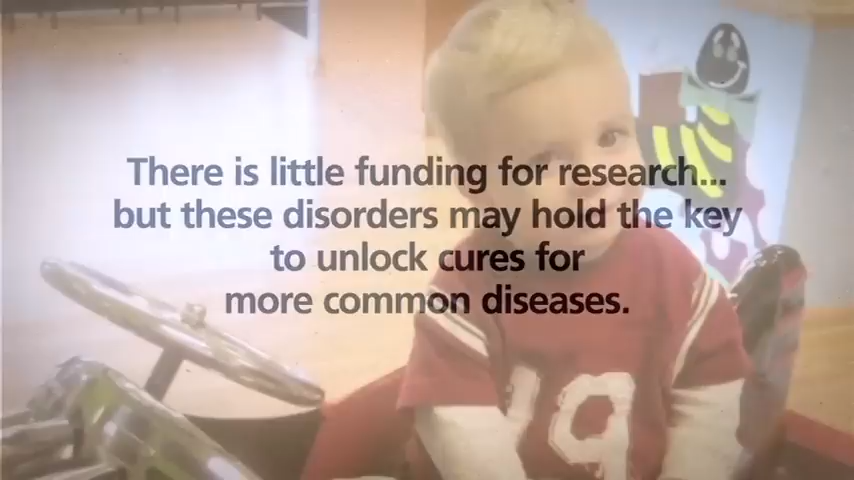 There is little funding for research...
but these disorders may hold the key
to unlock cures for
more common diseases.
19